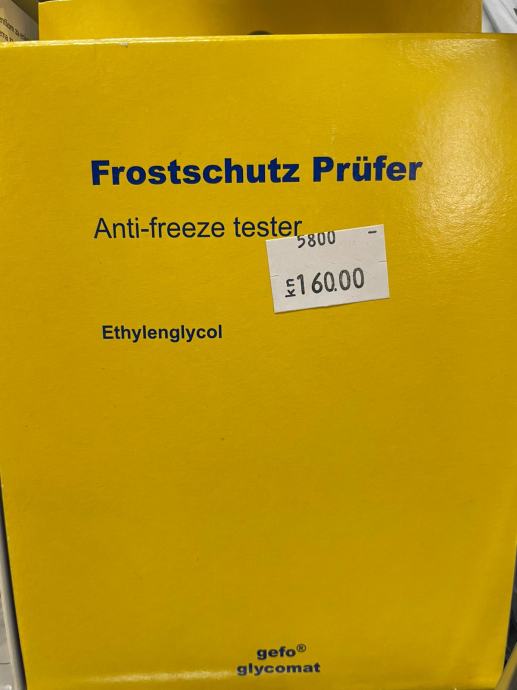 Frostschutz Prüfer
Anti-freeze tester
5800 –
kn 160.00
Ethylenglycol
gefo®
glycomat